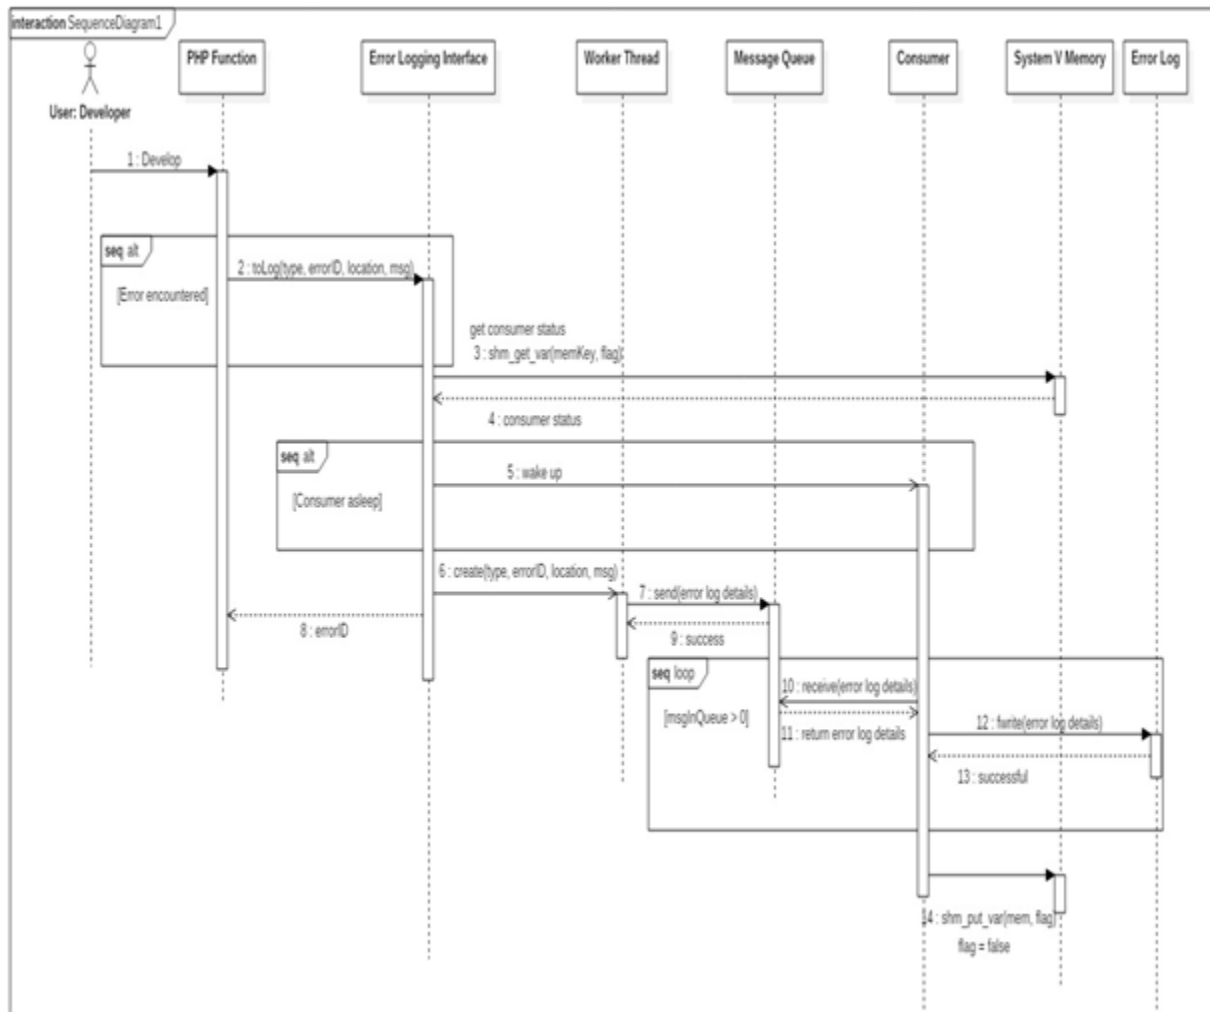 interaction SequenceDiagram1
User: Developer
PHP Function
Error Logging Interface
Worker Thread
Message Queue
Consumer
System V Memory
Error Log
1 : Develop
seq alt
2 : toLog(type, errorID, location, msg)
[Error encountered]
get consumer status
3 : shm_get_var(memKey, flag)
4 : consumer status
seq alt
5 : wake up
[Consumer asleep]
6 : create(type, errorID, location, msg)
7 : send(error log details)
8 : errorID
9 : success
seq loop
10 : receive(error log details)
[msgInQueue > 0]
11 : return error log details
12 : fwrite(error log details)
13 : successful
14 : shm_put_var(mem, flag)
flag = false